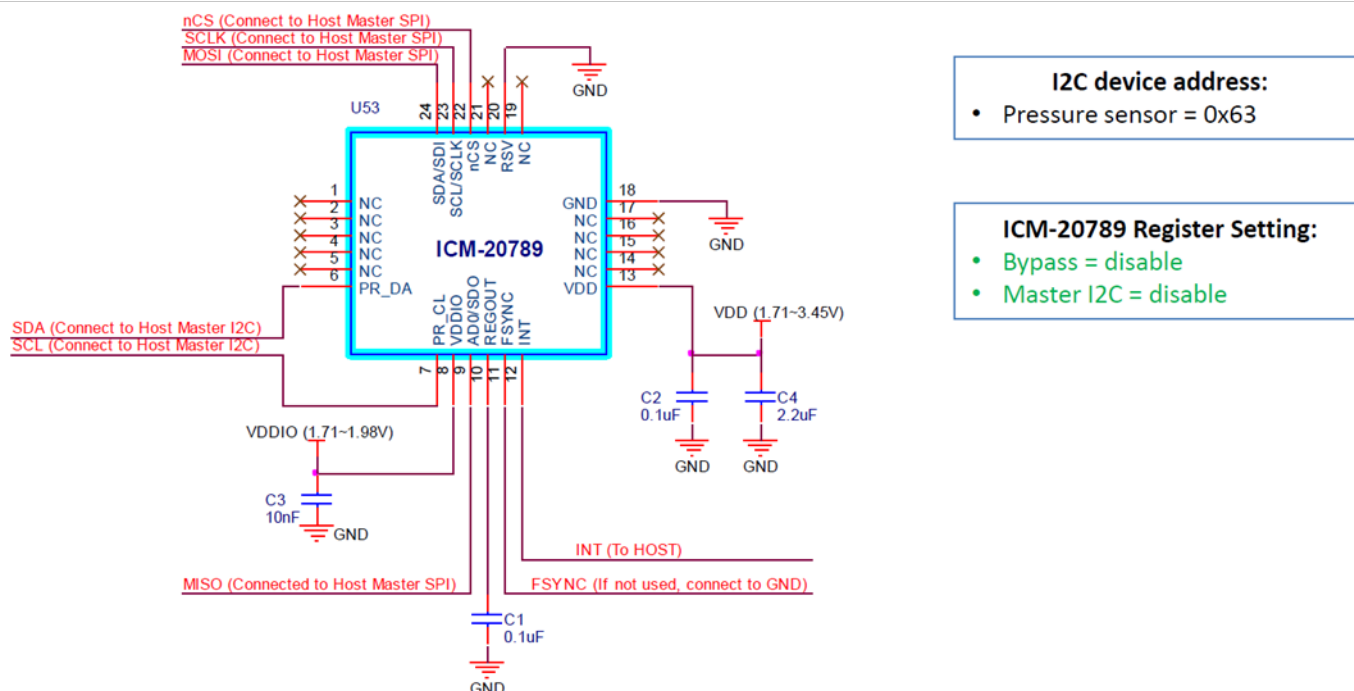 nCS (Connect to Host Master SPI)
SCLK (Connect to Host Master SPI)
MOSI (Connect to Host Master SPI)
GND
U53
24
23
22
21
20
19
SDA/SDI
SCL/SCLK
nCS
NC
RSV
NC
1
NC
2
NC
3
NC
4
NC
5
NC
6
PR_DA
ICM-20789
18
GND
17
NC
16
NC
15
NC
14
NC
13
VDD
GND
PR_CL
VDDIO
AD0/SDO
REGOUT
FSYNC
INT
7
8
9
10
11
12
SDA (Connect to Host Master I2C)
SCL (Connect to Host Master I2C)
VDD (1.71~3.45V)
C2
0.1uF
GND
C4
2.2uF
GND
VDDIO (1.71~1.98V)
C3
10nF
GND
INT (To HOST)
MISO (Connected to Host Master SPI)
FSYNC (If not used, connect to GND)
C1
0.1uF
GND
I2C device address:
• Pressure sensor = 0x63
ICM-20789 Register Setting:
• Bypass = disable
• Master I2C = disable